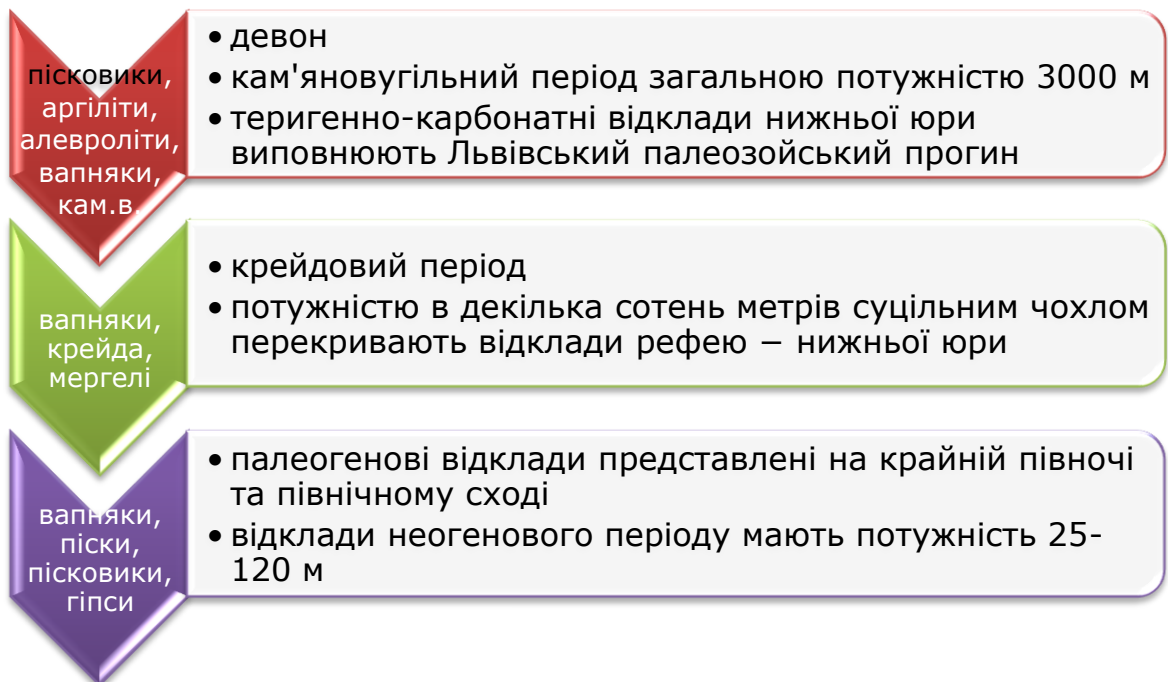 пісковики,
аргіліти,
алевроліти,
вапняки,
кам.в.
• девон
• кам'яновугільний період загальною потужністю 3000 м
• теригенно-карбонатні відклади нижньої юри
виповнюють Львівський палеозойський прогин
вапняки,
крейда,
мергелі
• крейдовий період
• потужністю в декілька сотень метрів суцільним чохлом
перекривають відклади рефею − нижньої юри
вапняки,
піски,
пісковики,
гіпси
• палеогенові відклади представлені на крайній півночі
та північному сході
• відклади неогенового періоду мають потужність 25-
120 м